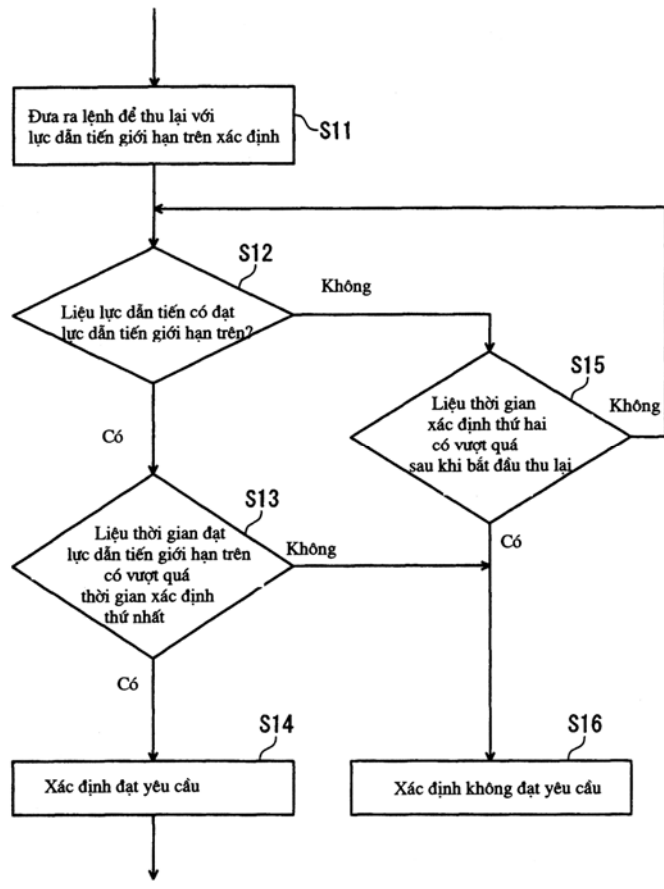 Đưa ra lệnh để thu lại với
lực dẫn tiến giới hạn trên xác định
S11
S12
Liệu lực dẫn tiến có đạt
lực dẫn tiến giới hạn trên?
Không
Có
S15
Liệu thời gian
xác định thứ hai
có vượt quá
sau khi bắt đầu thu lại
Không
Có
S13
Liệu thời gian đạt
lực dẫn tiến giới hạn trên
có vượt quá
thời gian xác định
thứ nhất
Không
Có
S14
Xác định đạt yêu cầu
S16
Xác định không đạt yêu cầu